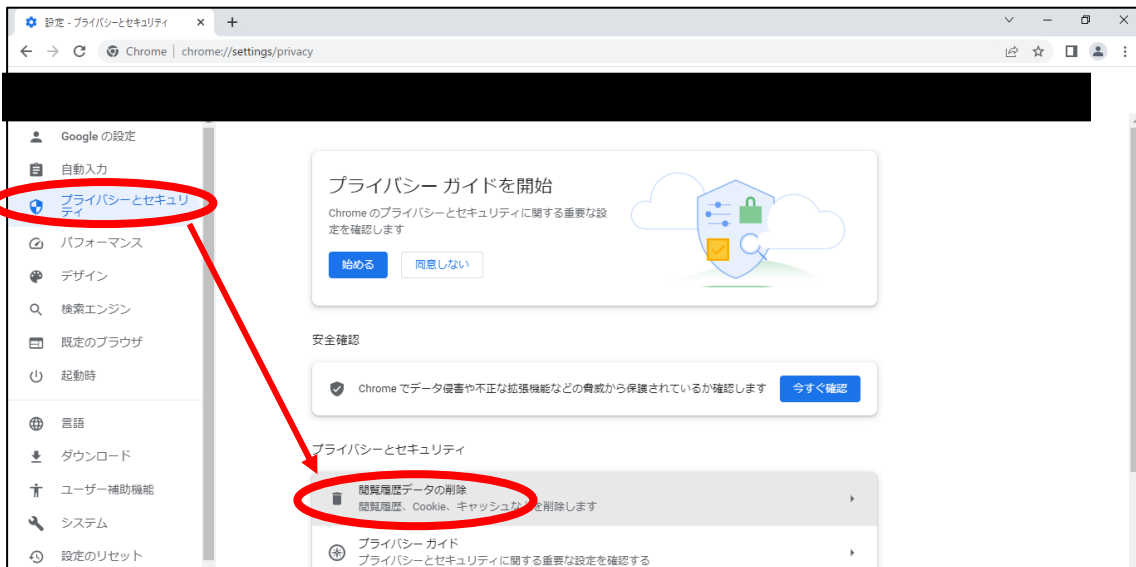 設定 - プライバシーとセキュリティ
Chrome | chrome://settings/privacy
Google の設定
自動入力
プライバシーとセキュリ
ティ
パフォーマンス
デザイン
検索エンジン
既定のブラウザ
起動時
言語
ダウンロード
ユーザー補助機能
システム
設定のリセット
プライバシー ガイドを開始
Chrome のプライバシーとセキュリティに関する重要な設
定を確認します
始める
同意しない
安全確認
Chrome でデータ侵害や不正な拡張機能などの脅威から保護されているか確認します
今すぐ確認
プライバシーとセキュリティ
閲覧履歴データの削除
閲覧履歴、Cookie、キャッシュなどを削除します
プライバシー ガイド
プライバシーとセキュリティに関する重要な設定を確認する